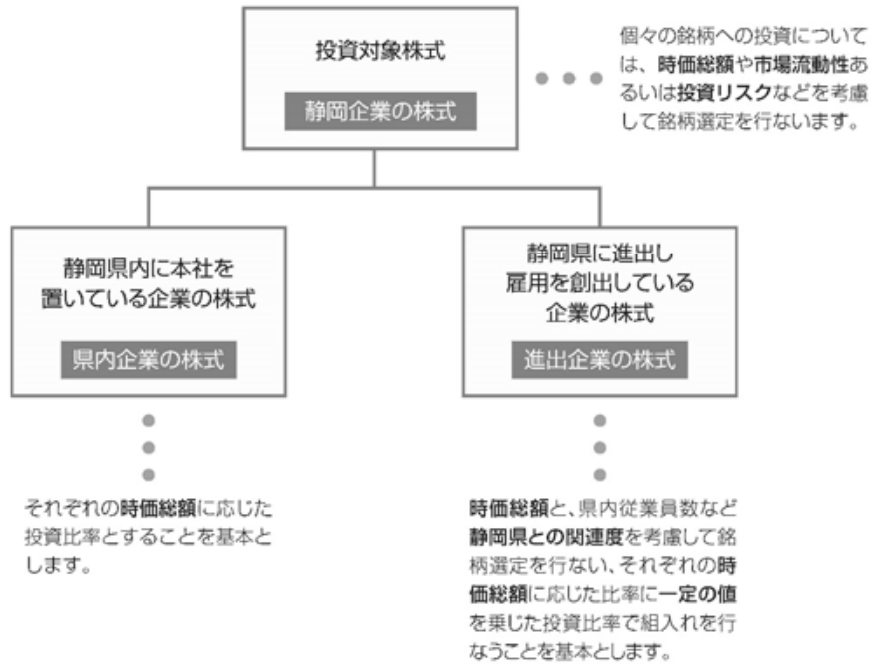 投資対象株式
静岡企業の株式
個々の銘柄への投資について
は、時価総額や市場流動性あ
るいは投資リスクなどを考慮
して銘柄選定を行ないます。
静岡県内に本社を
置いている企業の株式
県内企業の株式
静岡県に進出し
雇用を創出している
企業の株式
進出企業の株式
それぞれの時価総額に応じた
投資比率とすることを基本と
します。
時価総額と、県内従業員数など
静岡県との関連度を考慮して銘
柄選定を行ない、それぞれの時
価総額に応じた比率に一定の値
を乗じた投資比率で組入れを行
なうことを基本とします。